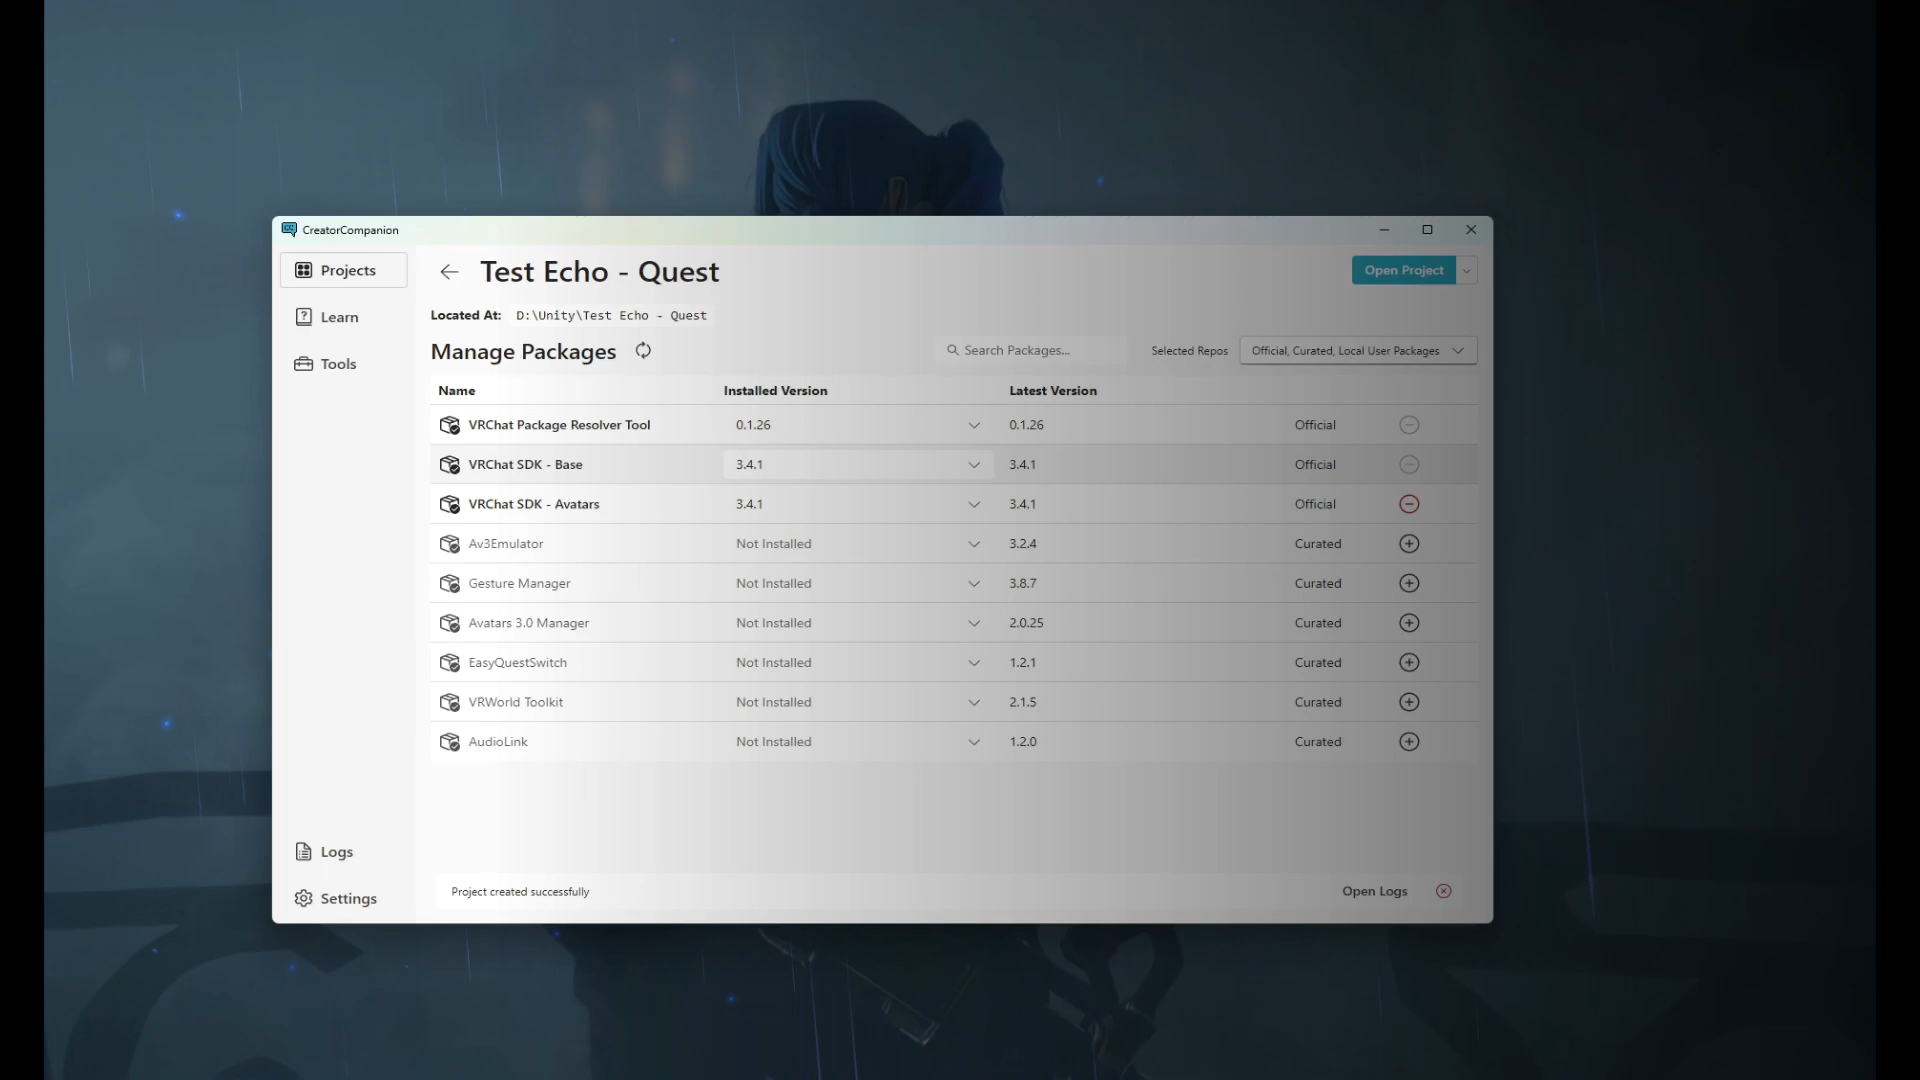 CreatorCompanion
Projects
Learn
Tools
Logs
Settings
Test Echo - Quest
Open Project
Located At: D:\Unity\Test Echo - Quest
Manage Packages
Search Packages...
Selected Repos
Official, Curated, Local User Packages
Name Installed Version Latest Version
VRChat Package Resolver Tool 0.1.26 0.1.26 Official
VRChat SDK - Base 3.4.1 3.4.1 Official
VRChat SDK - Avatars 3.4.1 3.4.1 Official
Av3Emulator Not Installed 3.2.4 Curated
Gesture Manager Not Installed 3.8.7 Curated
Avatars 3.0 Manager Not Installed 2.0.25 Curated
EasyQuestSwitch Not Installed 1.2.1 Curated
VRWorld Toolkit Not Installed 2.1.5 Curated
AudioLink Not Installed 1.2.0 Curated
Project created successfully
Open Logs